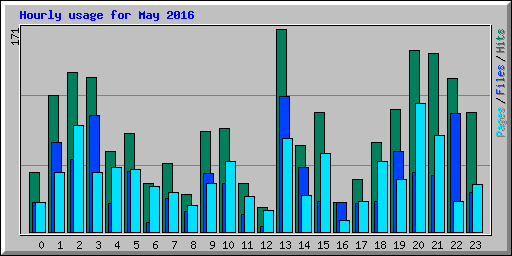 Hourly usage for May 2016
171
Pages/Files/Hits
0 1 2 3 4 5 6 7 8 9 10 11 12 13 14 15 16 17 18 19 20 21 22 23